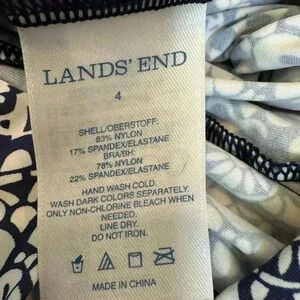 LANDS' END
4
SHELL/OBERSTOFF:
83% NYLON
17% SPANDEX/ELASTANE
BRA/BH:
78% NYLON
22% SPANDEX/ELASTANE
HAND WASH COLD.
WASH DARK COLORS SEPARATELY.
ONLY NON-CHLORINE BLEACH WHEN
NEEDED.
LINE DRY.
DO NOT IRON.
MADE IN CHINA